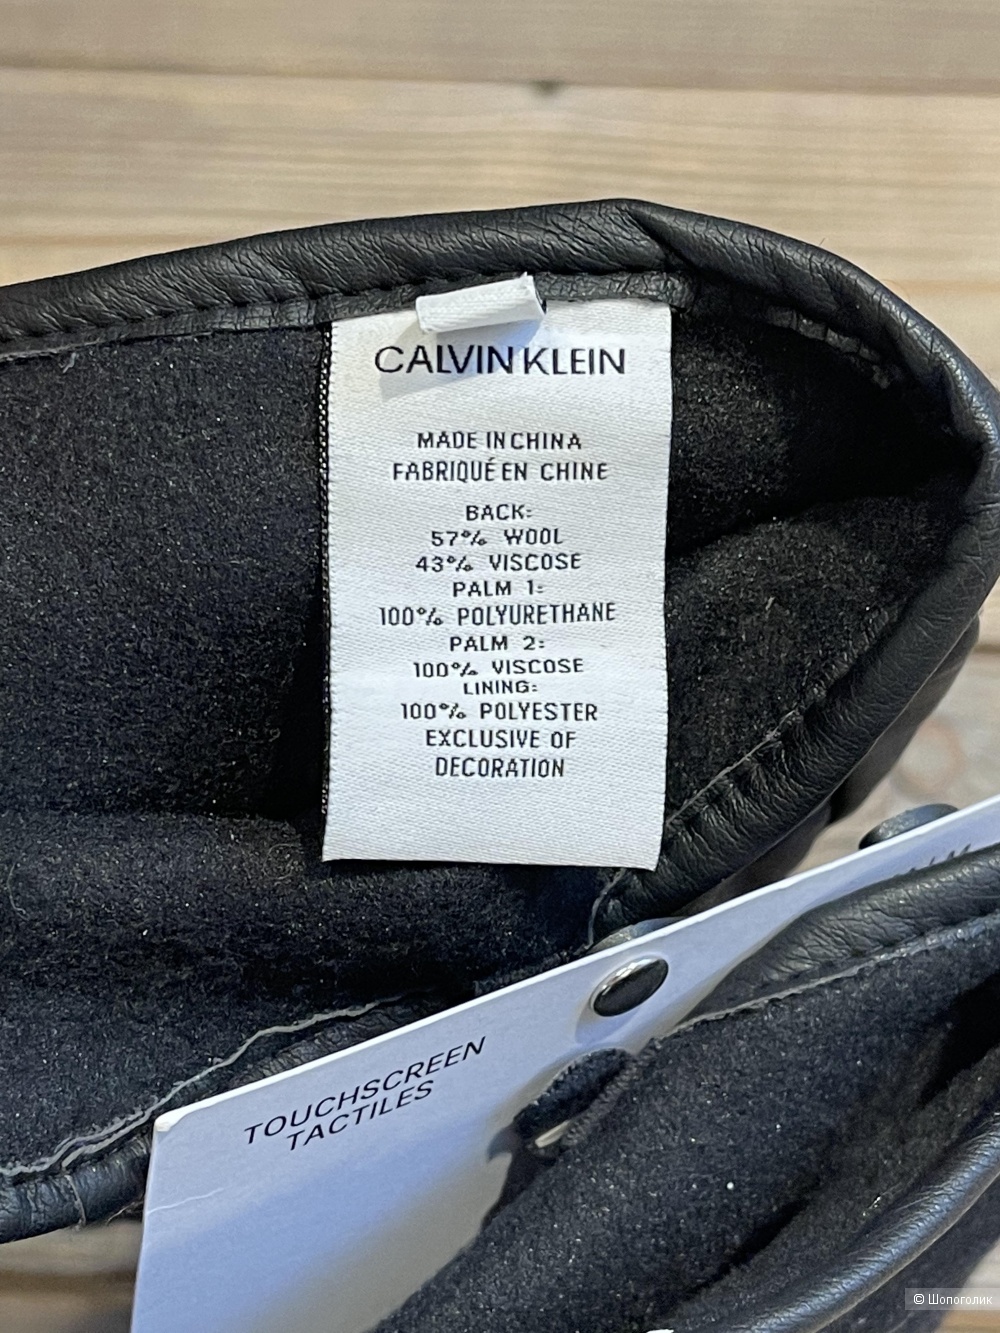 CALVIN KLEIN
MADE IN CHINA
FABRIQUÉ EN CHINE
BACK:
57% WOOL
43% VISCOSE
PALM 1:
100% POLYURETHANE
PALM 2:
100% VISCOSE
LINING:
100% POLYESTER
EXCLUSIVE OF
DECORATION
TOUCHSCREEN
TACTILES
© Шопоголик